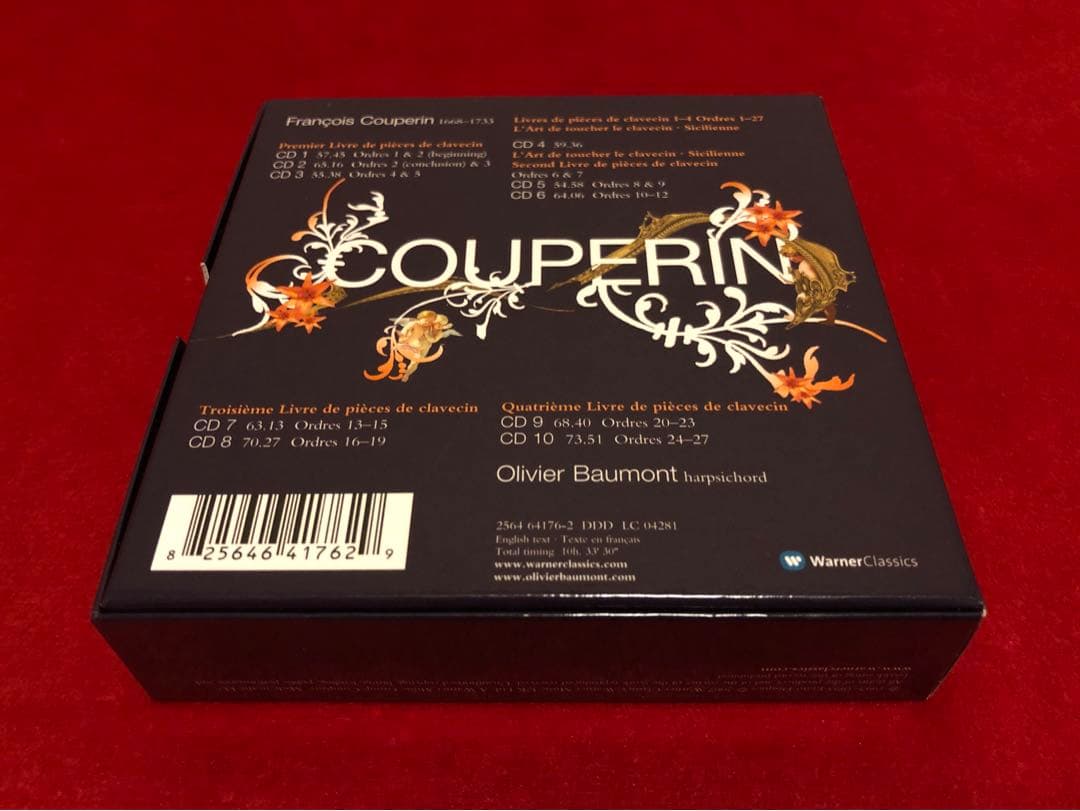 François Couperin 1668–1733
Premier Livre de pièces de clavecin
CD 1 57.45 Ordres 1 & 2 (beginning)
CD 2 65.16 Ordres 2 (conclusion) & 3
CD 3 55.38 Ordres 4 & 5
Livres de pièces de clavecin 1–4 Ordres 1–27
L'Art de toucher le clavecin · Sicilienne
CD 4 59.36
L'Art de toucher le clavecin · Sicilienne
Second Livre de pièces de clavecin
Ordres 6 & 7
CD 5 54.58 Ordres 8 & 9
CD 6 64.06 Ordres 10–12
COUPERIN
Troisième Livre de pièces de clavecin
CD 7 63.13 Ordres 13–15
CD 8 70.27 Ordres 16–19
Quatrième Livre de pièces de clavecin
CD 9 68.40 Ordres 20–23
CD 10 73.51 Ordres 24–27
Olivier Baumont harpsichord
8 25646 41762 9
2564 64176-2 DDD LC 04281
English text · Texte en français
Total timing 10h. 33' 30"
www.warnerclassics.com
www.olivierbaumont.com
W WarnerClassics
www.warnerclassics.com